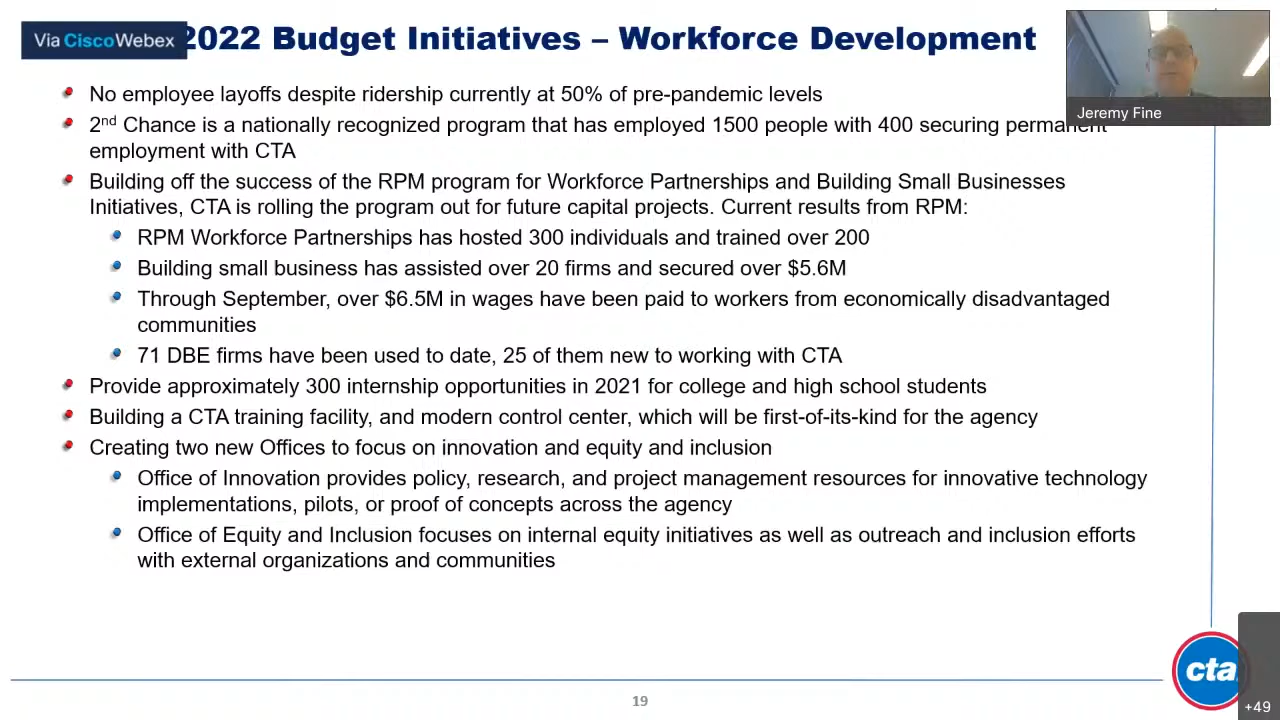 Via Cisco Webex
2022 Budget Initiatives – Workforce Development
Jeremy Fine
No employee layoffs despite ridership currently at 50% of pre-pandemic levels
2nd Chance is a nationally recognized program that has employed 1500 people with 400 securing permanent
employment with CTA
Building off the success of the RPM program for Workforce Partnerships and Building Small Businesses
Initiatives, CTA is rolling the program out for future capital projects. Current results from RPM:
RPM Workforce Partnerships has hosted 300 individuals and trained over 200
Building small business has assisted over 20 firms and secured over $5.6M
Through September, over $6.5M in wages have been paid to workers from economically disadvantaged
communities
71 DBE firms have been used to date, 25 of them new to working with CTA
Provide approximately 300 internship opportunities in 2021 for college and high school students
Building a CTA training facility, and modern control center, which will be first-of-its-kind for the agency
Creating two new Offices to focus on innovation and equity and inclusion
Office of Innovation provides policy, research, and project management resources for innovative technology
implementations, pilots, or proof of concepts across the agency
Office of Equity and Inclusion focuses on internal equity initiatives as well as outreach and inclusion efforts
with external organizations and communities
cta
19
+49